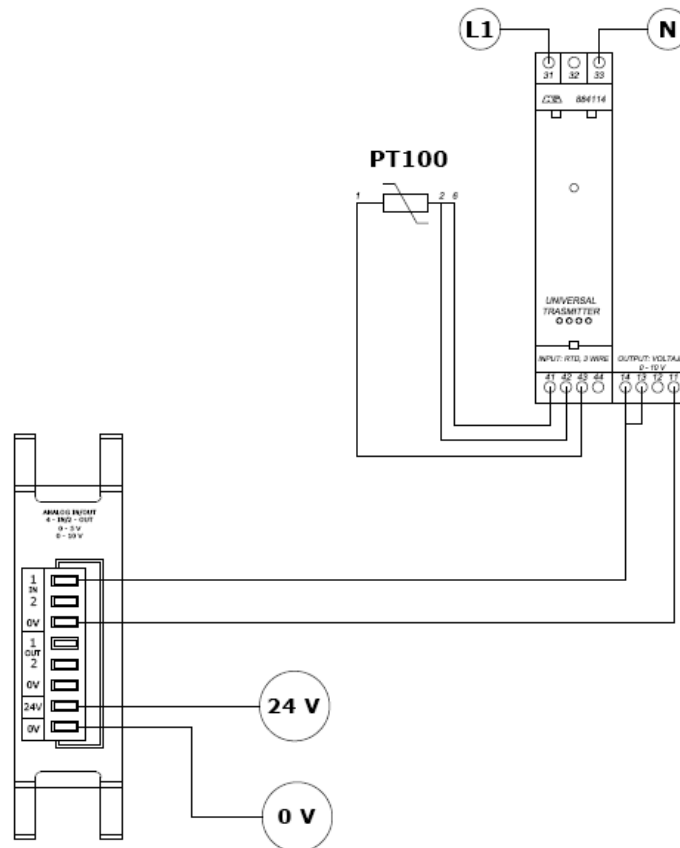 L1
N
31 32 33
884114
PT100
1
2 6
UNIVERSAL
TRASMITTER
INPUT: RTD, 3 WIRE
OUTPUT: VOLTAJE
0 - 10 V
41 42 43 44
14 13 12 11
ANALOG IN/OUT
4 - IN/2 - OUT
0 - 5 V
0 - 10 V
1
IN
2
0V
1
OUT
2
0V
24V
0V
24 V
0 V